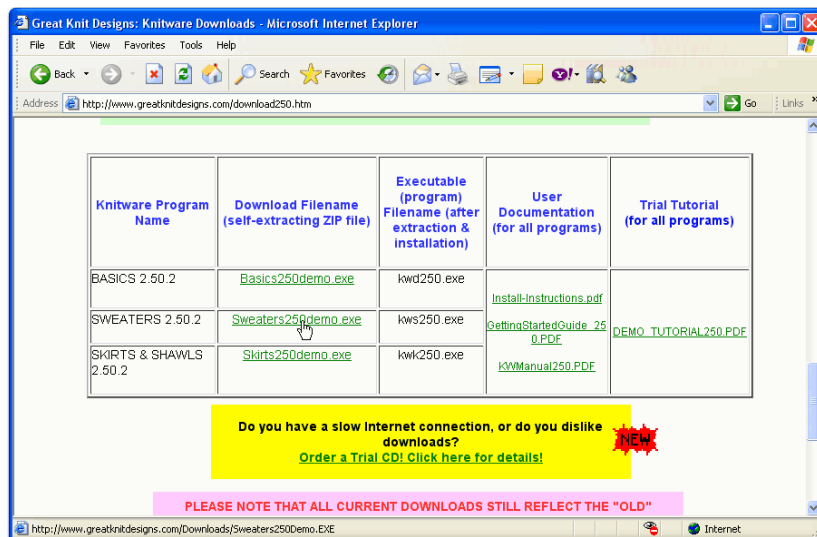 Great Knit Designs: Knitware Downloads - Microsoft Internet Explorer
File Edit View Favorites Tools Help
Back Search Favorites
Address http://www.greatknitdesigns.com/download250.htm Go Links »
Knitware Program
Name
Download Filename
(self-extracting ZIP file)
Executable
(program)
Filename (after
extraction &
installation)
User
Documentation
(for all programs)
Trial Tutorial
(for all programs)
BASICS 2.50.2
Basics250demo.exe
kwd250.exe
SWEATERS 2.50.2
Sweaters250demo.exe
kws250.exe
SKIRTS & SHAWLS
2.50.2
Skirts250demo.exe
kwk250.exe
Install-Instructions.pdf
GettingStartedGuide_25
0.PDF
KWManual250.PDF
DEMO_TUTORIAL250.PDF
Do you have a slow Internet connection, or do you dislike
downloads?
Order a Trial CD! Click here for details!
NEW
PLEASE NOTE THAT ALL CURRENT DOWNLOADS STILL REFLECT THE "OLD"
http://www.greatknitdesigns.com/Downloads/Sweaters250Demo.EXE Internet